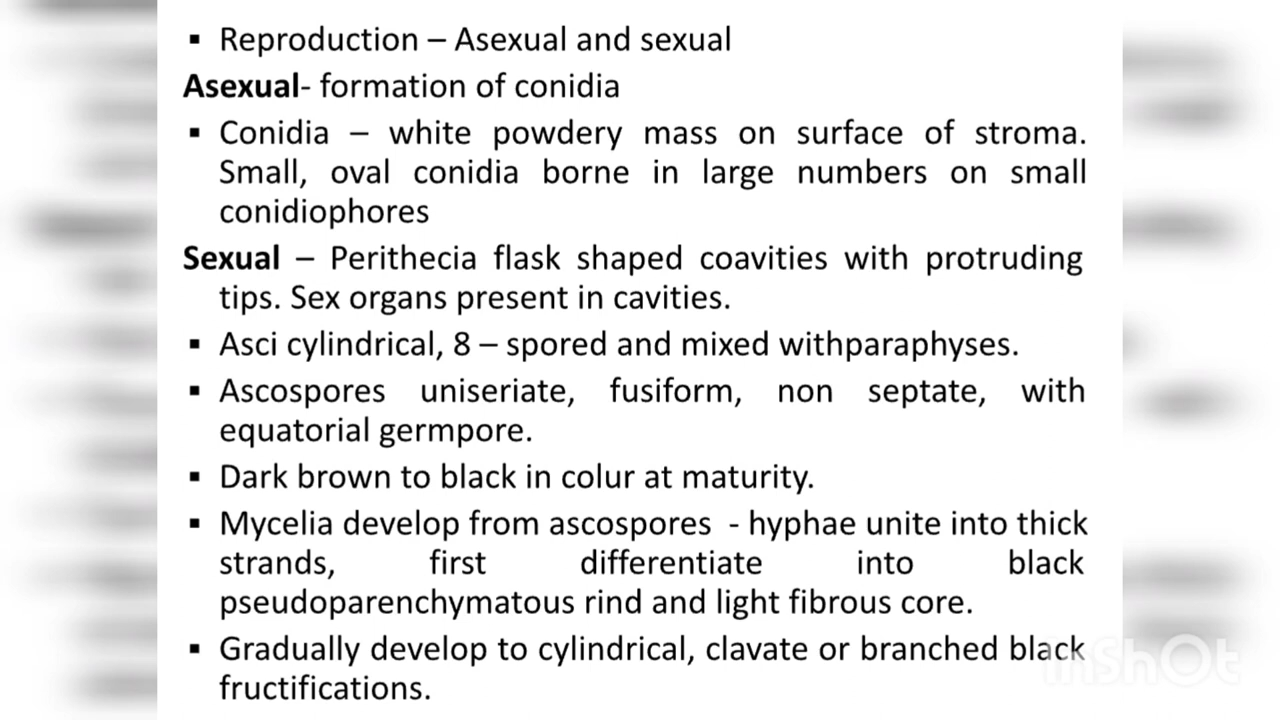 ▪ Reproduction – Asexual and sexual
Asexual- formation of conidia
▪ Conidia – white powdery mass on surface of stroma.
Small, oval conidia borne in large numbers on small
conidiophores
Sexual – Perithecia flask shaped coavities with protruding
tips. Sex organs present in cavities.
▪ Asci cylindrical, 8 – spored and mixed withparaphyses.
▪ Ascospores uniseriate, fusiform, non septate, with
equatorial germpore.
▪ Dark brown to black in colur at maturity.
▪ Mycelia develop from ascospores - hyphae unite into thick
strands, first differentiate into black
pseudoparenchymatous rind and light fibrous core.
▪ Gradually develop to cylindrical, clavate or branched black
fructifications.
InShOt